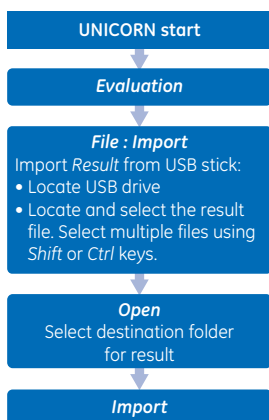 UNICORN start
Evaluation
File : Import
Import Result from USB stick:
• Locate USB drive
• Locate and select the result
file. Select multiple files using
Shift or Ctrl keys.
Open
Select destination folder
for result
Import